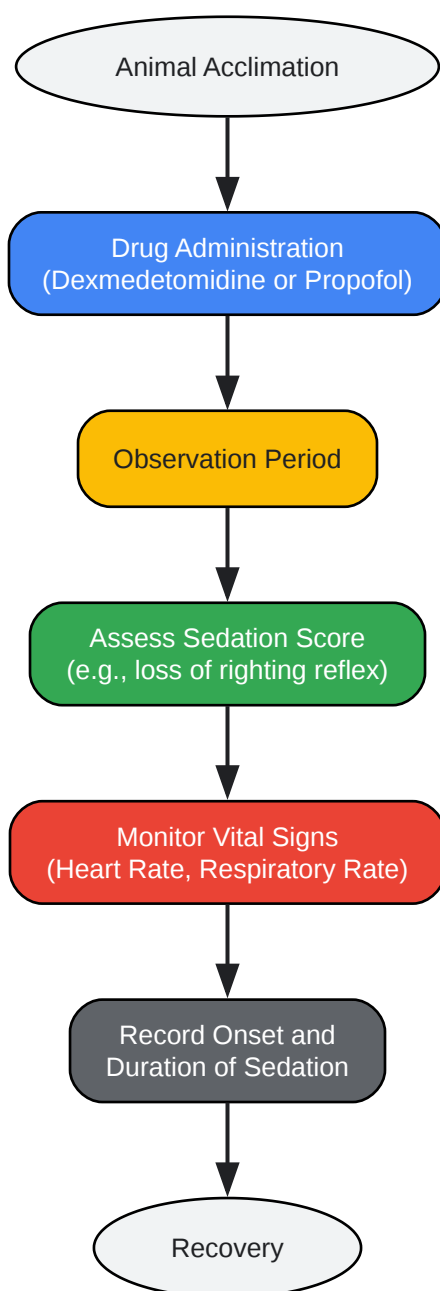 Animal Acclimation
Drug Administration
(Dexmedetomidine or Propofol)
Observation Period
Assess Sedation Score
(e.g., loss of righting reflex)
Monitor Vital Signs
(Heart Rate, Respiratory Rate)
Record Onset and
Duration of Sedation
Recovery